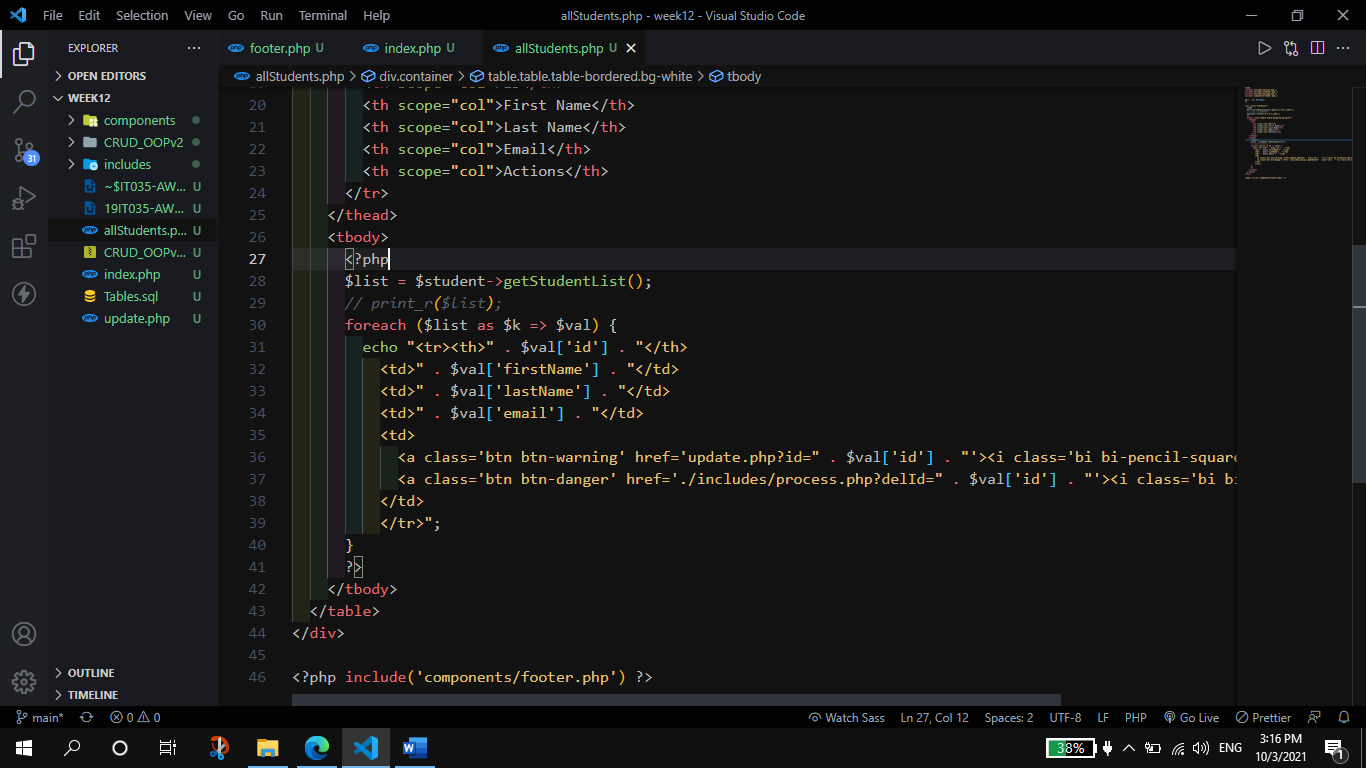 File Edit Selection View Go Run Terminal Help
allStudents.php - week12 - Visual Studio Code
EXPLORER
OPEN EDITORS
WEEK12
components
CRUD_OOPv2
includes
~$IT035-AW... U
19IT035-AW... U
allStudents.p... U
CRUD_OOPv... U
index.php U
Tables.sql U
update.php U
OUTLINE
TIMELINE
31
footer.php U index.php U allStudents.php U
allStudents.php > div.container > table.table.table-bordered.bg-white > tbody
20 <th scope="col">First Name</th>
21 <th scope="col">Last Name</th>
22 <th scope="col">Email</th>
23 <th scope="col">Actions</th>
24 </tr>
25 </thead>
26 <tbody>
27 <?php
28 $list = $student->getStudentList();
29 // print_r($list);
30 foreach ($list as $k => $val) {
31 echo "<tr><th>" . $val['id'] . "</th>
32 <td>" . $val['firstName'] . "</td>
33 <td>" . $val['lastName'] . "</td>
34 <td>" . $val['email'] . "</td>
35 <td>
36 <a class='btn btn-warning' href='update.php?id=" . $val['id'] . "'><i class='bi bi-pencil-square
37 <a class='btn btn-danger' href='./includes/process.php?delId=" . $val['id'] . "'><i class='bi bi
38 </td>
39 </tr>";
40 }
41 ?>
42 </tbody>
43 </table>
44 </div>
45
46 <?php include('components/footer.php') ?>
main* 0 0 Watch Sass Ln 27, Col 12 Spaces: 2 UTF-8 LF PHP Go Live Prettier
38% ENG 3:16 PM
10/3/2021
1